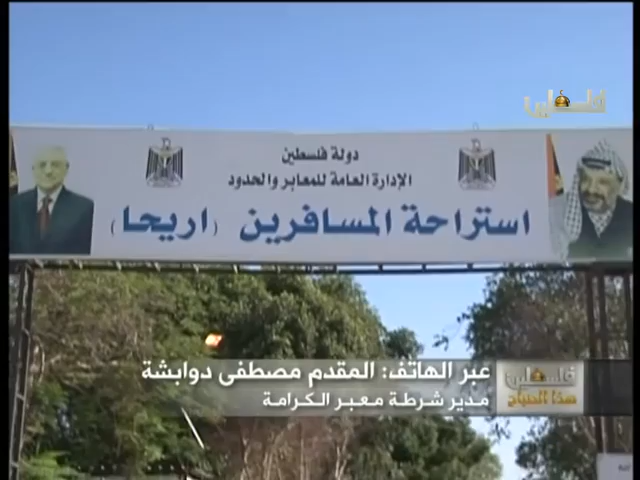 فلسطين
دولة فلسطين
الإدارة العامة للمعابر والحدود
استراحة المسافرين (اريحا)
عبر الهاتف: المقدم مصطفى دوابشة
مدير شرطة معبر الكرامة
فلسطين
هذا الصباح